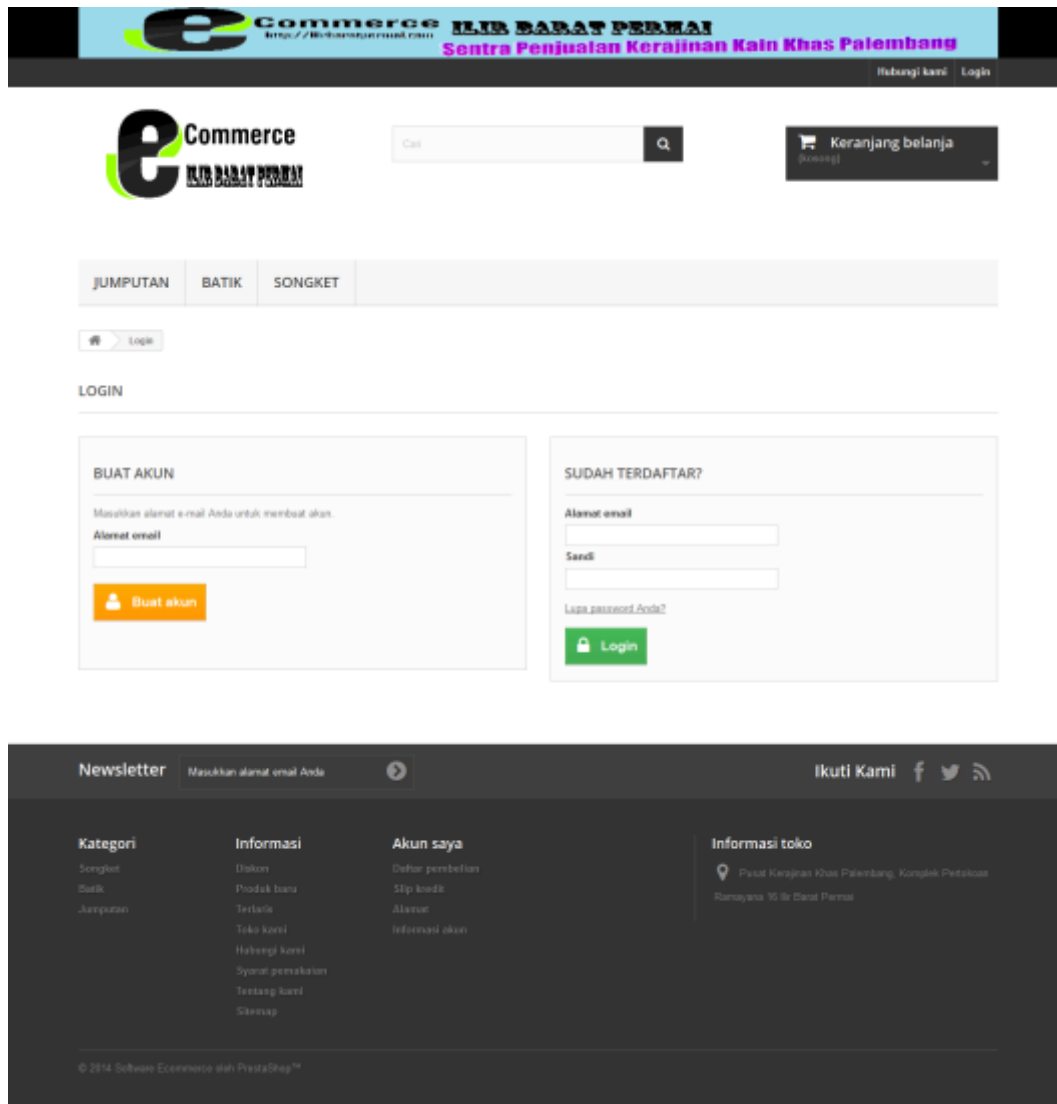 eCommerce ILIR BARAT PERMAI
Sentra Penjualan Kerajinan Kain Khas Palembang
Hubungi kami Login
eCommerce
ILIR BARAT PERMAI
Cari
Keranjang belanja
(kosong)
JUMPUTAN BATIK SONGKET
Login
LOGIN
BUAT AKUN
Masukkan alamat e-mail Anda untuk membuat akun.
Alamat email
Buat akun
SUDAH TERDAFTAR?
Alamat email
Sandi
Lupa password Anda?
Login
Newsletter Masukkan alamat email Anda
Ikuti Kami
Kategori
Songket
Batik
Jumputan
Informasi
Diskon
Produk baru
Terlaris
Toko kami
Hubungi kami
Syarat pemakaian
Tentang kami
Sitemap
Akun saya
Daftar pembelian
Slip kredit
Alamat
Informasi akun
Informasi toko
Pusat Kerajinan Khas Palembang, Komplek Pertokoan
Ramayana 16 Ilir Barat Permai
© 2014 Software Ecommerce oleh PrestaShop™